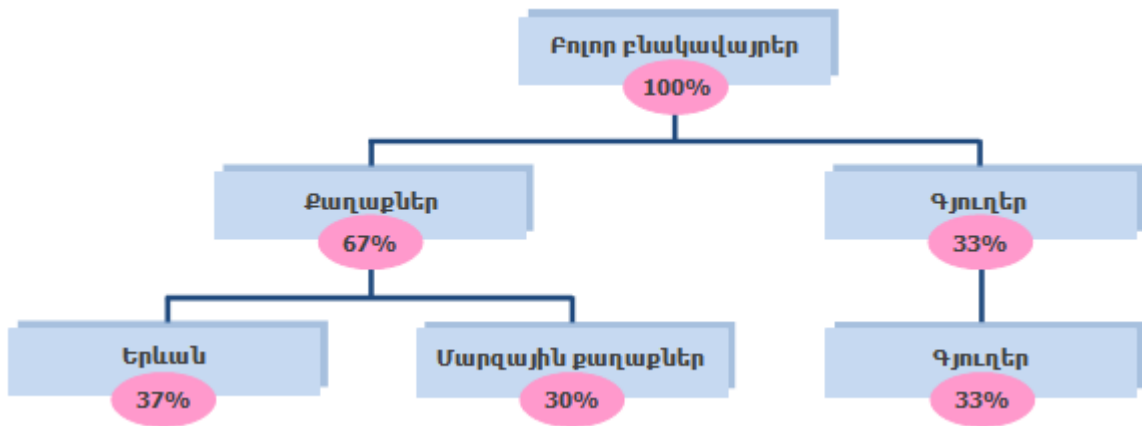 Բոլոր բնակավայրեր
100%
Քաղաքներ
67%
Գյուղեր
33%
Երևան
37%
Մարզային քաղաքներ
30%
Գյուղեր
33%